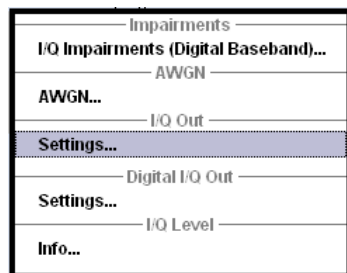 Impairments
I/Q Impairments (Digital Baseband)...
AWGN
AWGN...
I/Q Out
Settings...
Digital I/Q Out
Settings...
I/Q Level
Info...